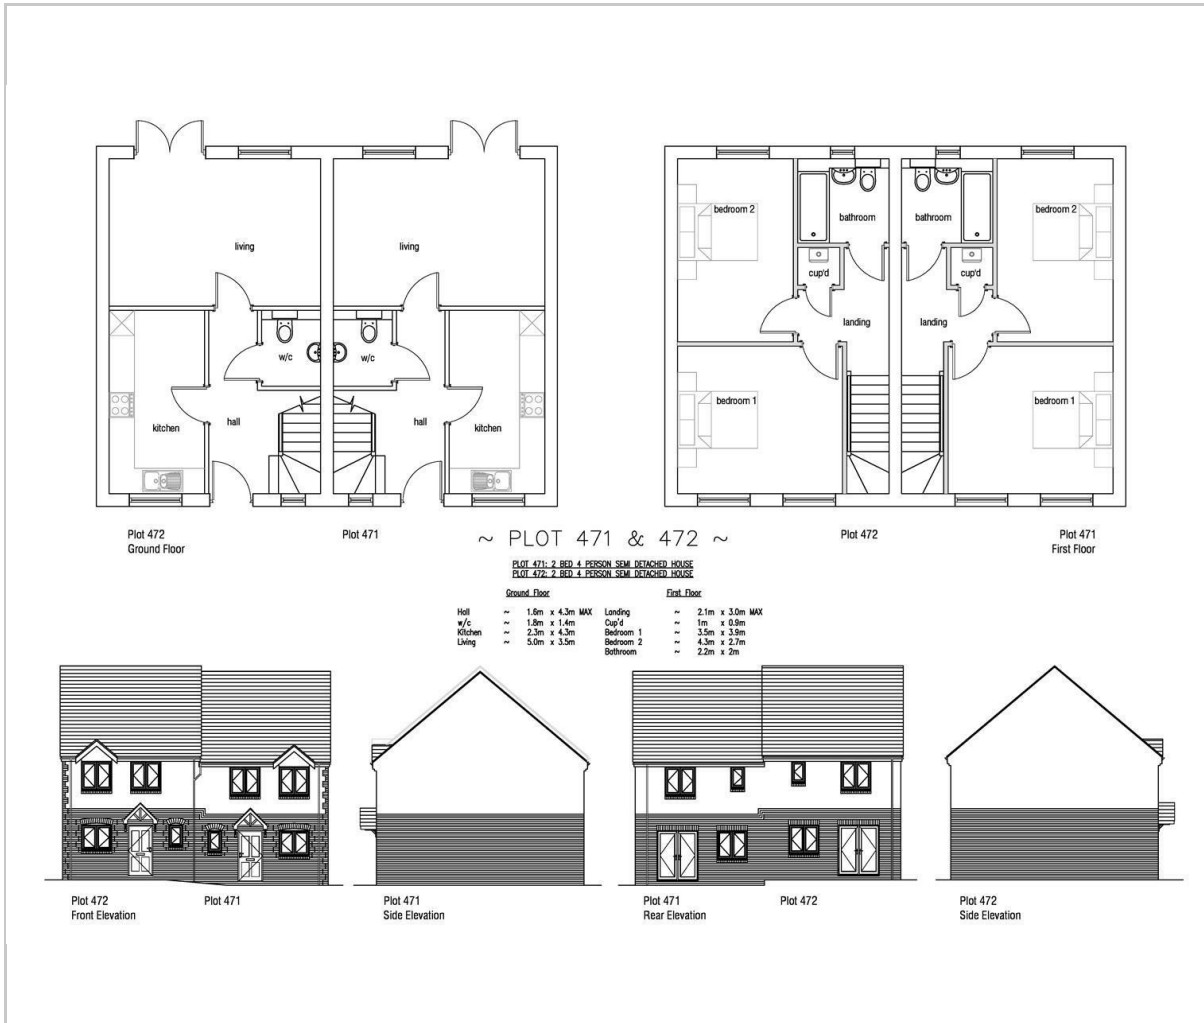 living
living
w/c
w/c
kitchen
hall
hall
kitchen
Plot 472
Ground Floor
Plot 471
bedroom 2
bathroom
bathroom
bedroom 2
cup'd
cup'd
landing
landing
bedroom 1
bedroom 1
Plot 472
Plot 471
First Floor
~ PLOT 471 & 472 ~
PLOT 471: 2 BED 4 PERSON SEMI DETACHED HOUSE
PLOT 472: 2 BED 4 PERSON SEMI DETACHED HOUSE
Ground Floor
Hall ~ 1.6m x 4.3m MAX
w/c ~ 1.8m x 1.4m
Kitchen ~ 2.3m x 4.3m
Living ~ 5.0m x 3.5m
First Floor
Landing ~ 2.1m x 3.0m MAX
Cup'd ~ 1m x 0.9m
Bedroom 1 ~ 3.5m x 3.9m
Bedroom 2 ~ 4.3m x 2.7m
Bathroom ~ 2.2m x 2m
Plot 472
Front Elevation
Plot 471
Plot 471
Side Elevation
Plot 471
Rear Elevation
Plot 472
Plot 472
Side Elevation